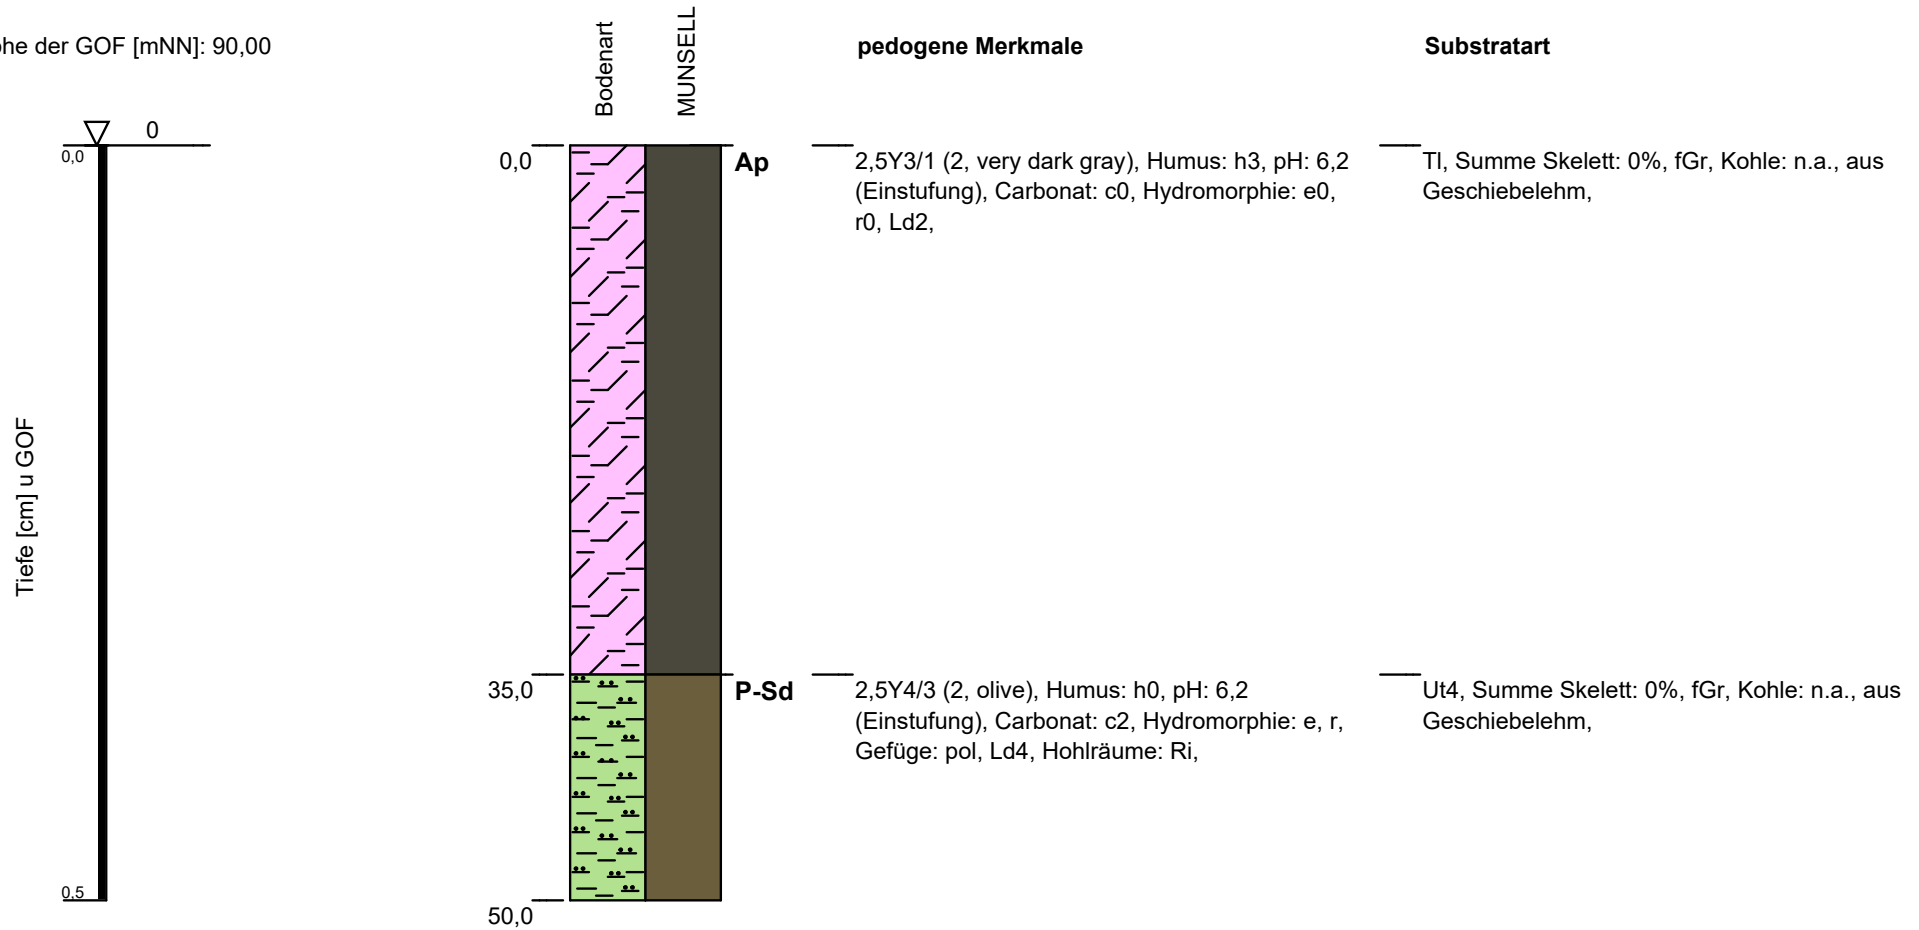 he der GOF [mNN]: 90,00
Bodenart
MUNSELL
pedogene Merkmale
Substratart
0
0,0
0,0
Ap
2,5Y3/1 (2, very dark gray), Humus: h3, pH: 6,2
(Einstufung), Carbonat: c0, Hydromorphie: e0,
r0, Ld2,
Tl, Summe Skelett: 0%, fGr, Kohle: n.a., aus
Geschiebelehm,
Tiefe [cm] u GOF
35,0
P-Sd
2,5Y4/3 (2, olive), Humus: h0, pH: 6,2
(Einstufung), Carbonat: c2, Hydromorphie: e, r,
Gefüge: pol, Ld4, Hohlräume: Ri,
Ut4, Summe Skelett: 0%, fGr, Kohle: n.a., aus
Geschiebelehm,
0,5
50,0